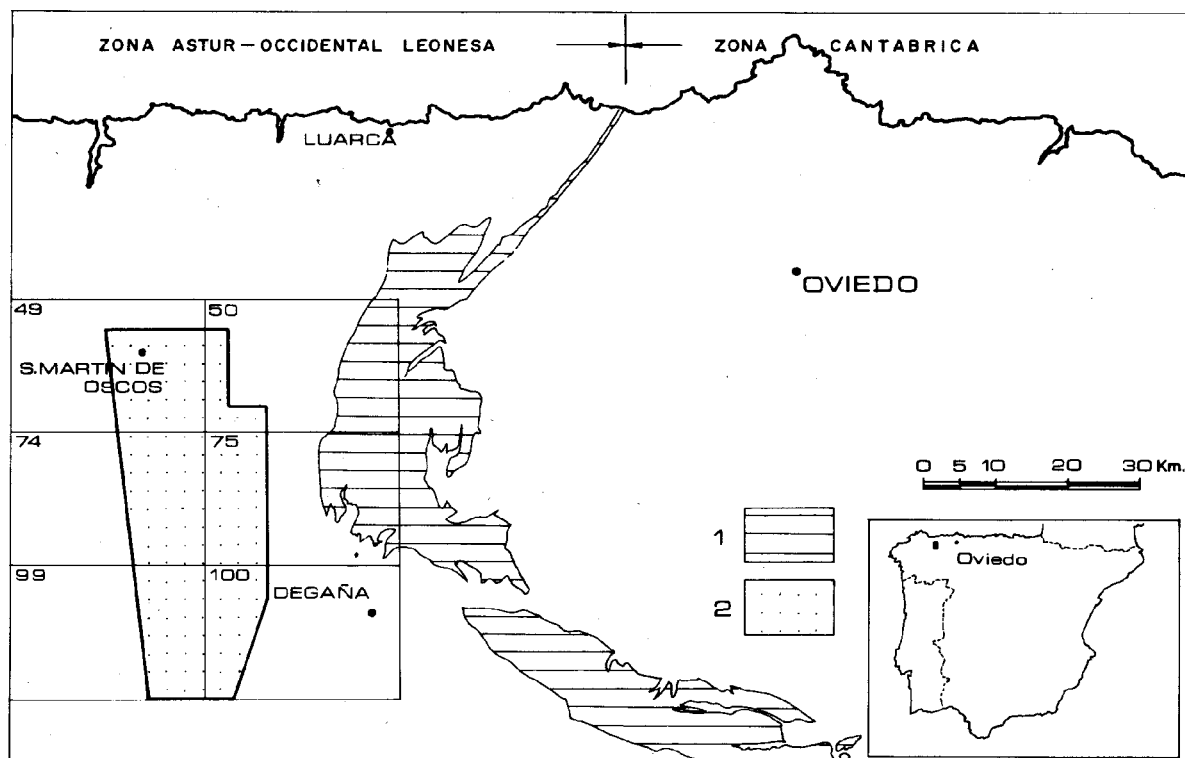 ZONA ASTUR-OCCIDENTAL LEONESA
ZONA CANTABRICA
LUARCA
OVIEDO
49
50
S.MARTIN DE
OSCOS
74
75
0 5 10 20 30 Km.
1
99
100
DEGAÑA
2
Oviedo